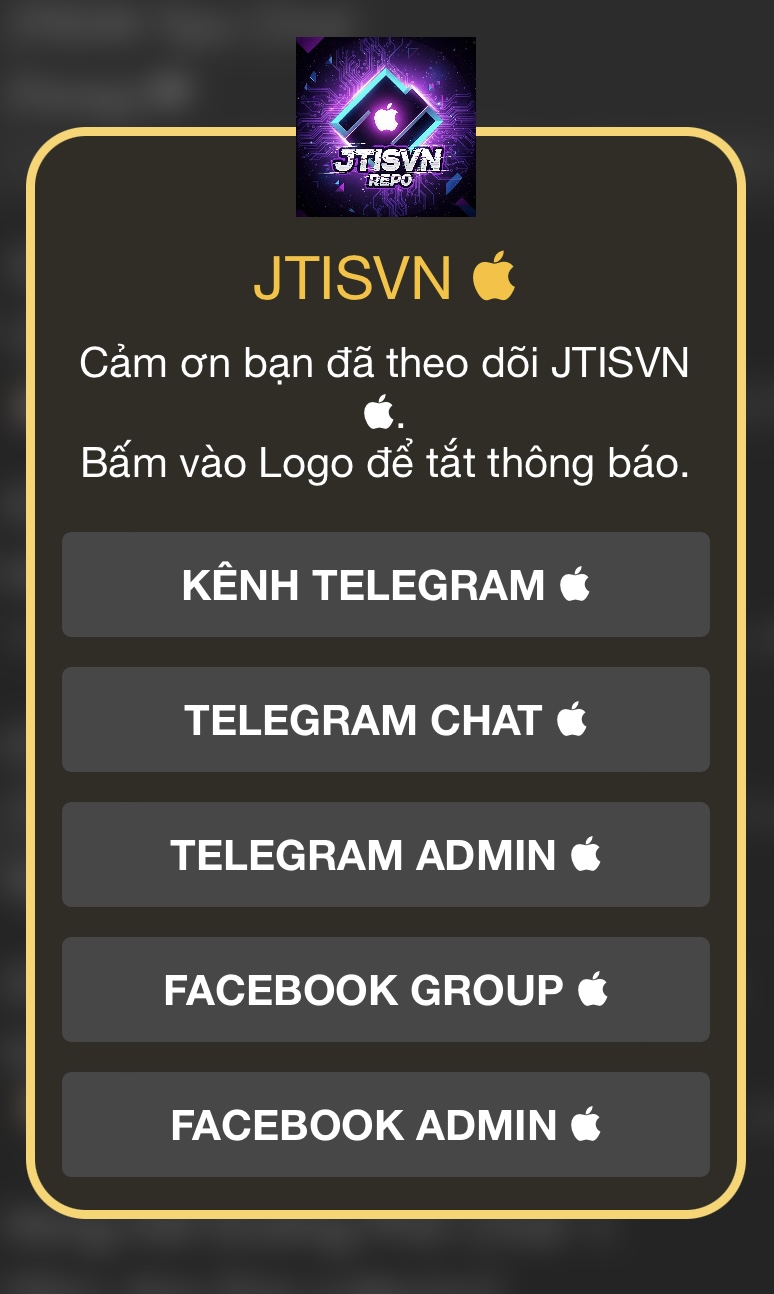 JTISVN
REPO
JTISVN 
Cảm ơn bạn đã theo dõi JTISVN
.
Bấm vào Logo để tắt thông báo.
KÊNH TELEGRAM 
TELEGRAM CHAT 
TELEGRAM ADMIN 
FACEBOOK GROUP 
FACEBOOK ADMIN